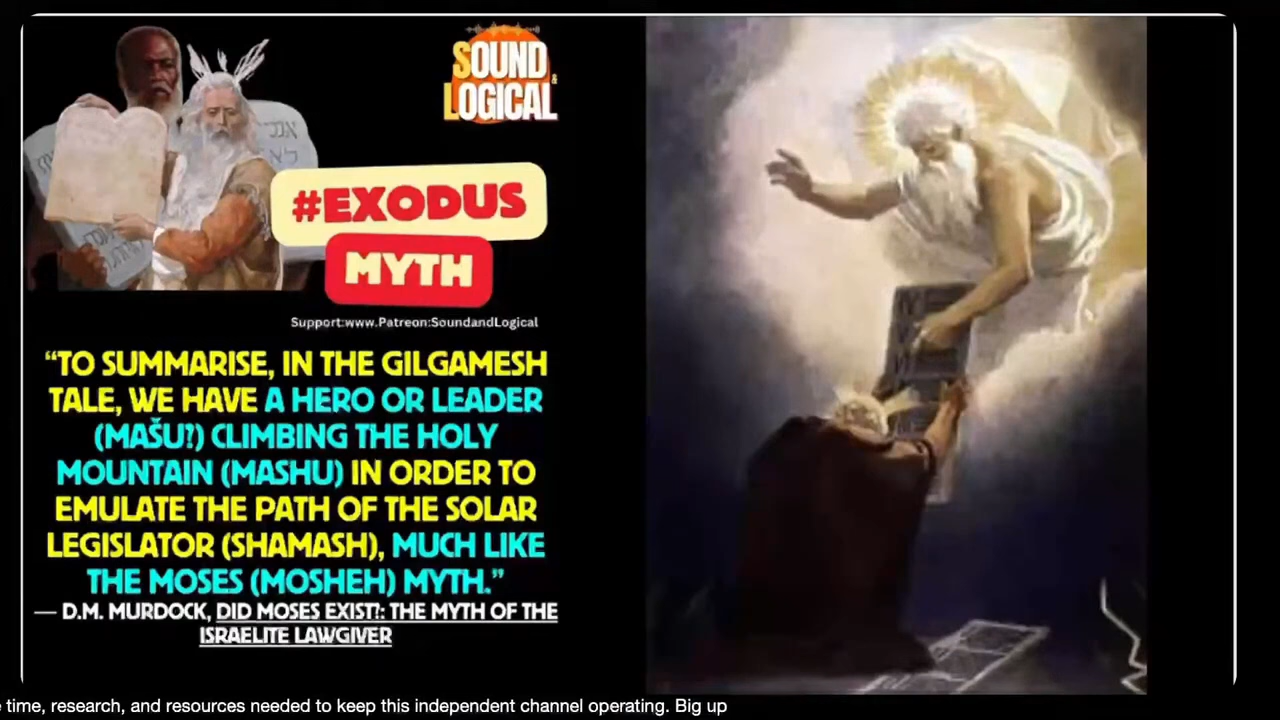 SOUND
&
LOGICAL
#EXODUS
MYTH
Support:www.Patreon:SoundandLogical
“TO SUMMARISE, IN THE GILGAMESH
TALE, WE HAVE A HERO OR LEADER
(MAŠU?) CLIMBING THE HOLY
MOUNTAIN (MASHU) IN ORDER TO
EMULATE THE PATH OF THE SOLAR
LEGISLATOR (SHAMASH), MUCH LIKE
THE MOSES (MOSHEH) MYTH.”
— D.M. MURDOCK, DID MOSES EXIST?: THE MYTH OF THE
ISRAELITE LAWGIVER
time, research, and resources needed to keep this independent channel operating. Big up